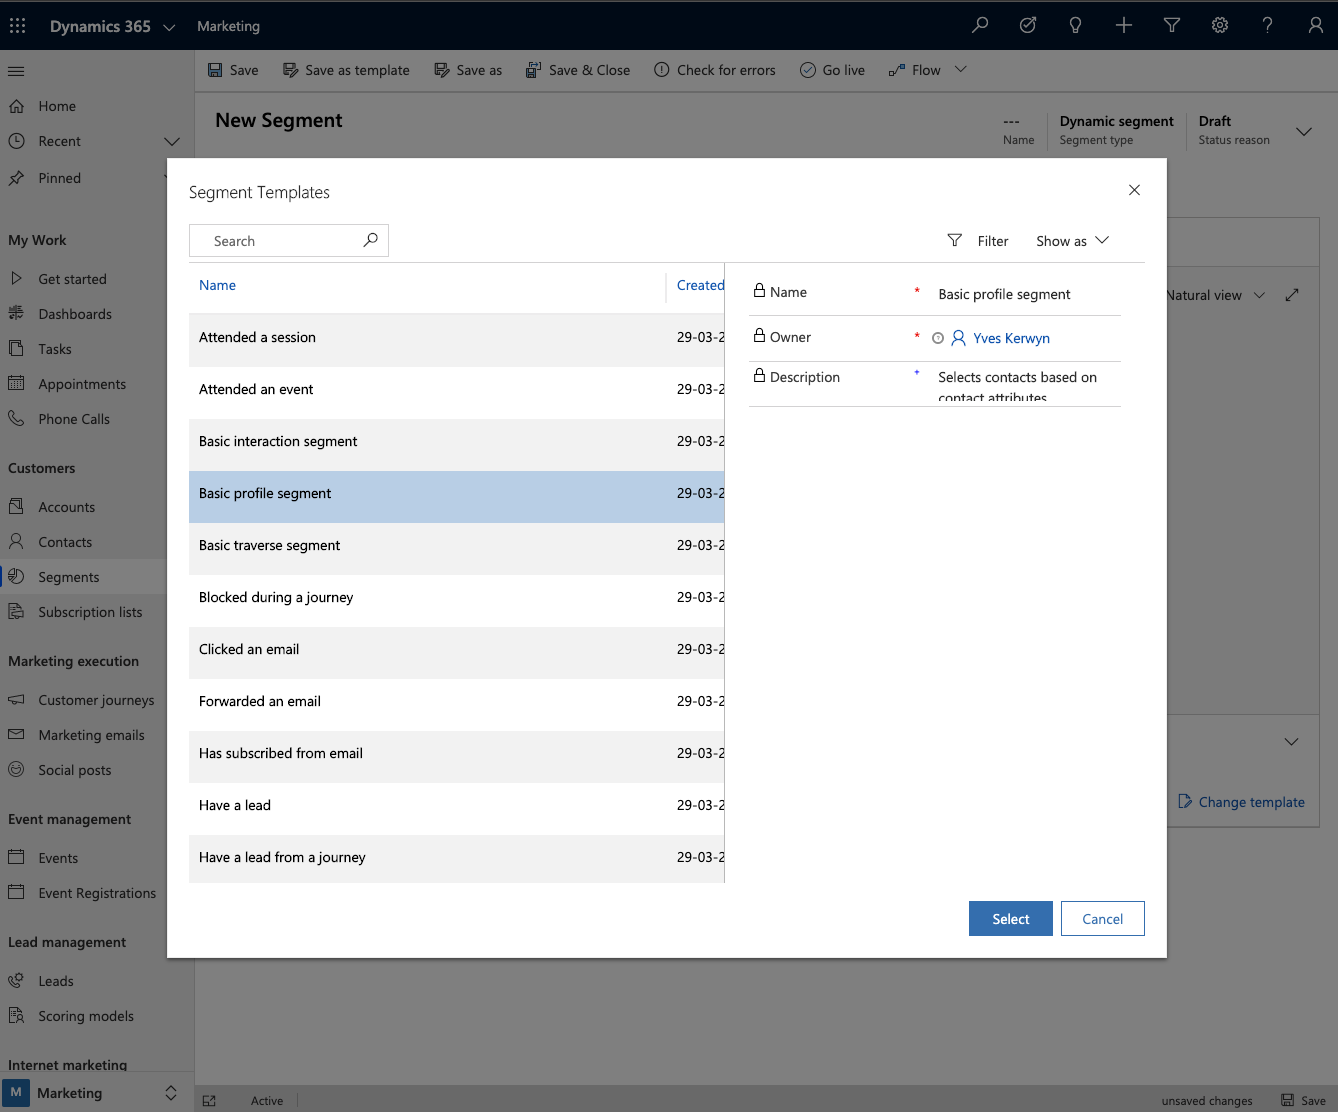 Dynamics 365 Marketing
Save Save as template Save as Save & Close Check for errors Go live Flow
Home
Recent
Pinned
My Work
Get started
Dashboards
Tasks
Appointments
Phone Calls
Customers
Accounts
Contacts
Segments
Subscription lists
Marketing execution
Customer journeys
Marketing emails
Social posts
Event management
Events
Event Registrations
Lead management
Leads
Scoring models
Internet marketing
M Marketing
New Segment
--- Dynamic segment Draft
Name Segment type Status reason
Segment Templates
Search
Filter Show as
Name Created
Attended a session 29-03-2
Attended an event 29-03-2
Basic interaction segment 29-03-2
Basic profile segment 29-03-2
Basic traverse segment 29-03-2
Blocked during a journey 29-03-2
Clicked an email 29-03-2
Forwarded an email 29-03-2
Has subscribed from email 29-03-2
Have a lead 29-03-2
Have a lead from a journey 29-03-2
Name * Basic profile segment
Owner * Yves Kerwyn
Description + Selects contacts based on
contact attributes
Select Cancel
Natural view
Change template
Active
unsaved changes Save